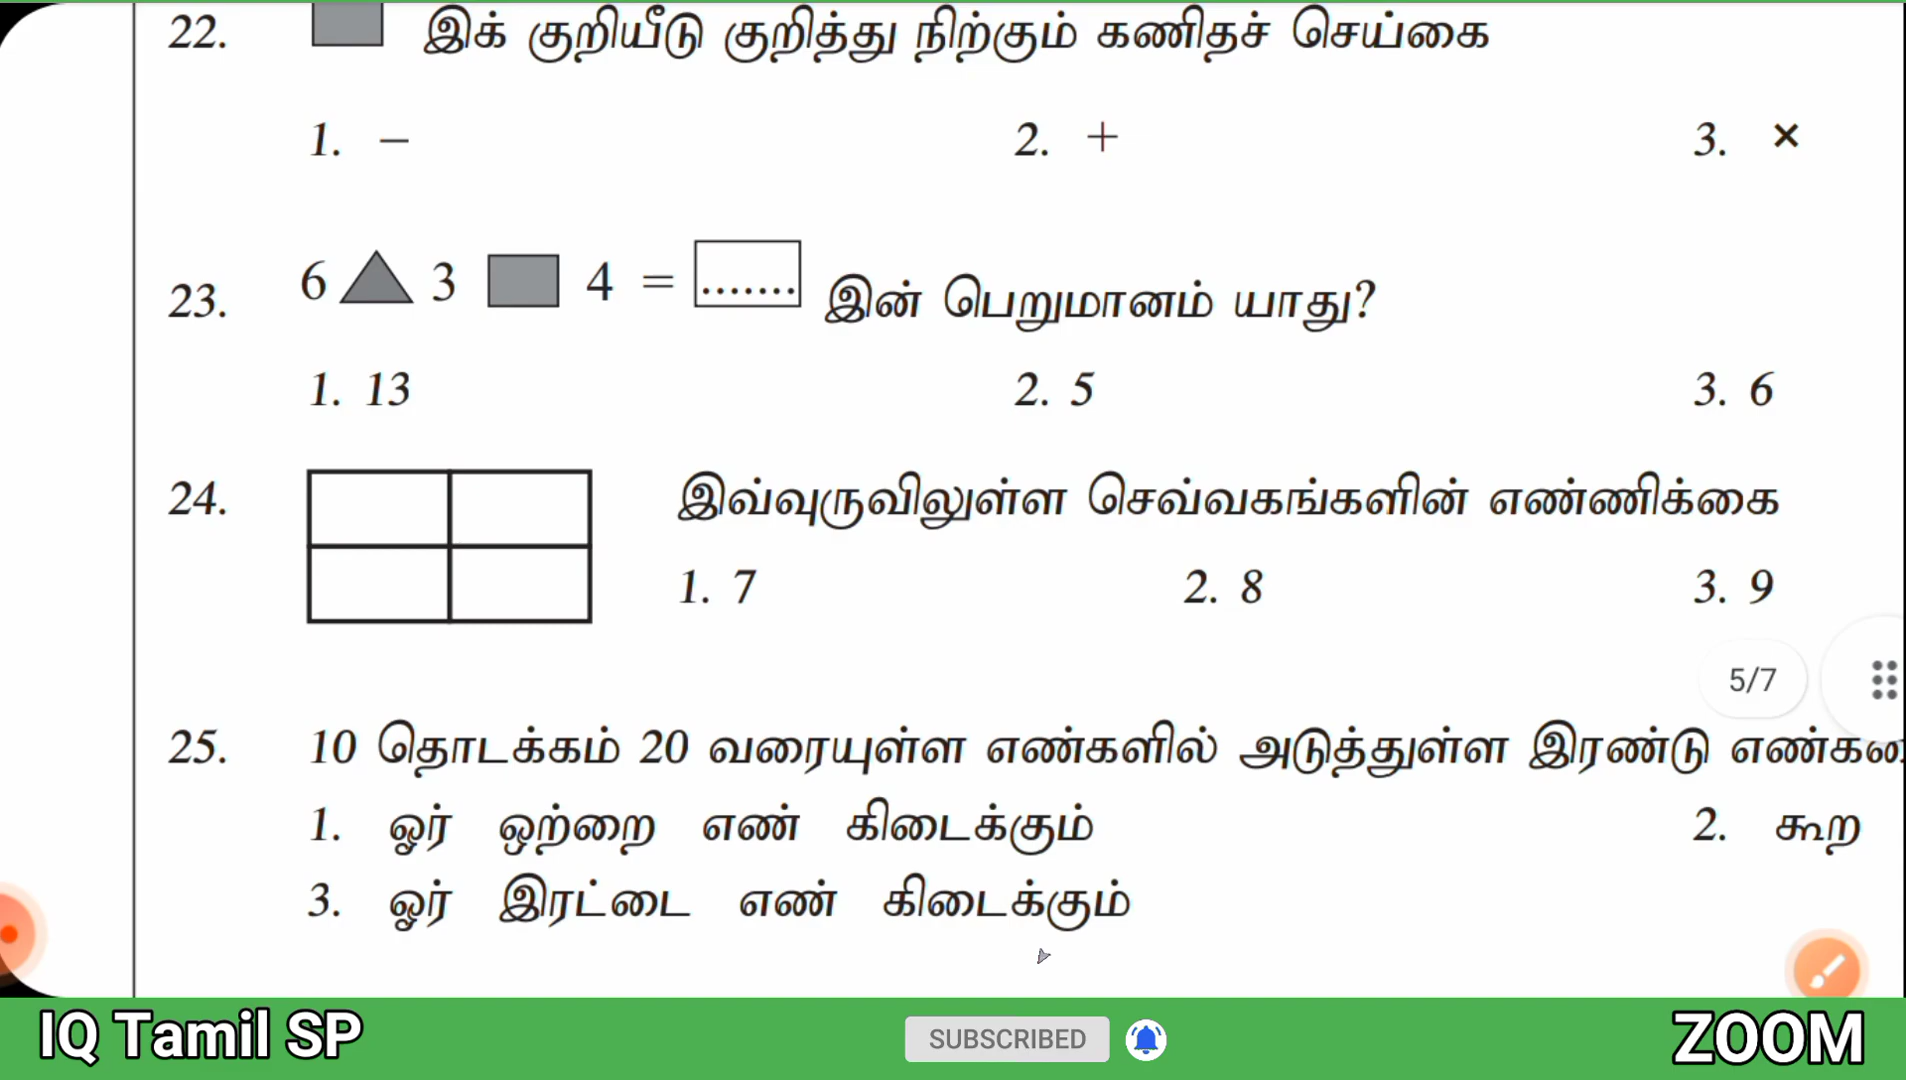 22. இக் குறியீடு குறித்து நிற்கும் கணிதச் செய்கை
1. − 2. + 3. ×
23. 6 3 4 = ....... இன் பெறுமானம் யாது?
1. 13 2. 5 3. 6
24. இவ்வுருவிலுள்ள செவ்வகங்களின் எண்ணிக்கை
1. 7 2. 8 3. 9
5/7
25. 10 தொடக்கம் 20 வரையுள்ள எண்களில் அடுத்துள்ள இரண்டு
1. ஓர் ஒற்றை எண் கிடைக்கும் 2. கூற
3. ஓர் இரட்டை எண் கிடைக்கும்
IQ Tamil SP SUBSCRIBED ZOOM